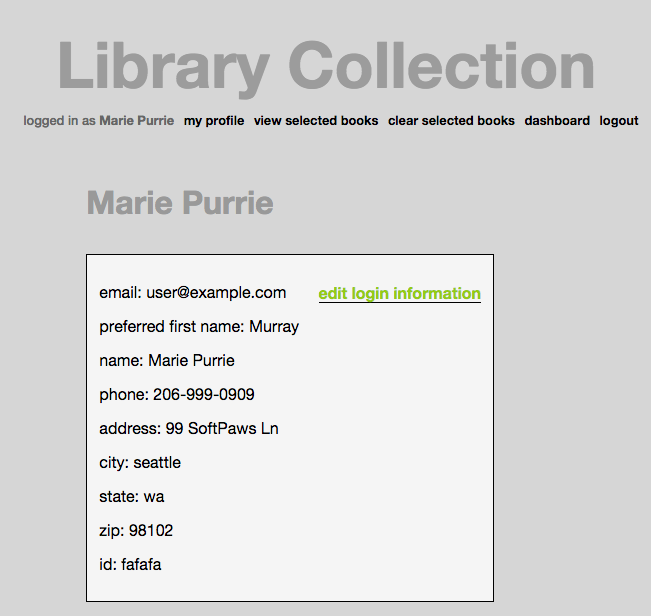 Library Collection
logged in as Marie Purrie my profile view selected books clear selected books dashboard logout
Marie Purrie
email: user@example.com edit login information
preferred first name: Murray
name: Marie Purrie
phone: 206-999-0909
address: 99 SoftPaws Ln
city: seattle
state: wa
zip: 98102
id: fafafa